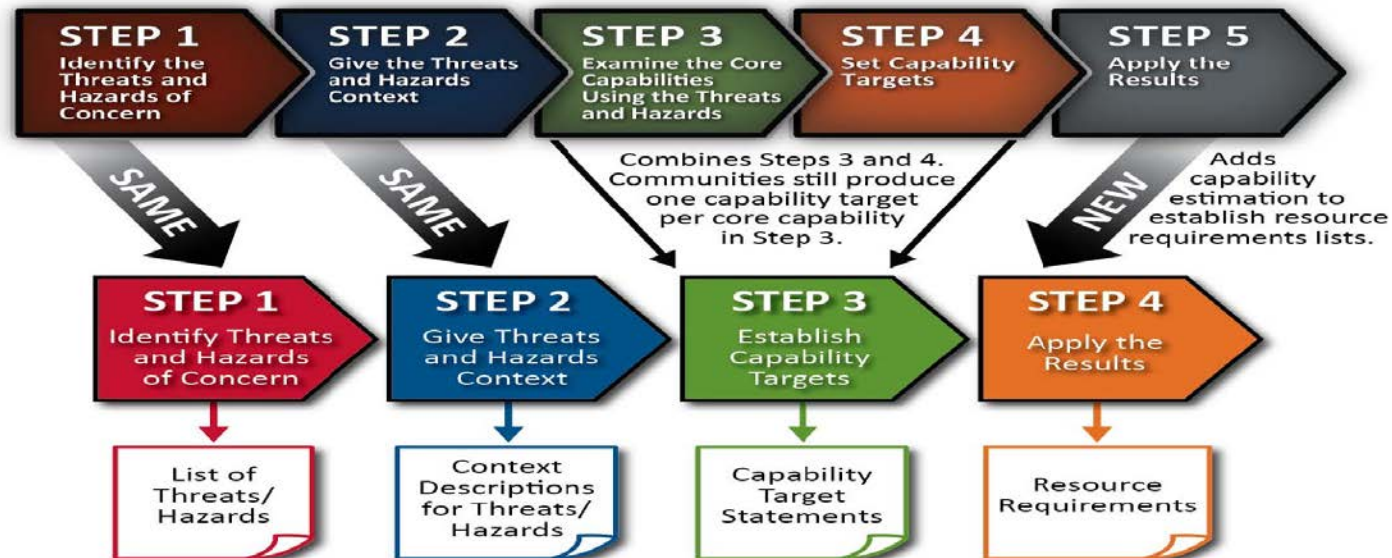 STEP 1
Identify the
Threats and
Hazards of
Concern
STEP 2
Give the Threats
and Hazards
Context
STEP 3
Examine the Core
Capabilities
Using the Threats
and Hazards
STEP 4
Set Capability
Targets
STEP 5
Apply the
Results
SAME
SAME
Combines Steps 3 and 4.
Communities still produce
one capability target
per core capability
in Step 3.
NEW
Adds
capability
estimation to
establish resource
requirements lists.
STEP 1
Identify Threats
and Hazards
of Concern
STEP 2
Give Threats
and Hazards
Context
STEP 3
Establish
Capability
Targets
STEP 4
Apply the
Results
List of
Threats/
Hazards
Context
Descriptions
for Threats/
Hazards
Capability
Target
Statements
Resource
Requirements